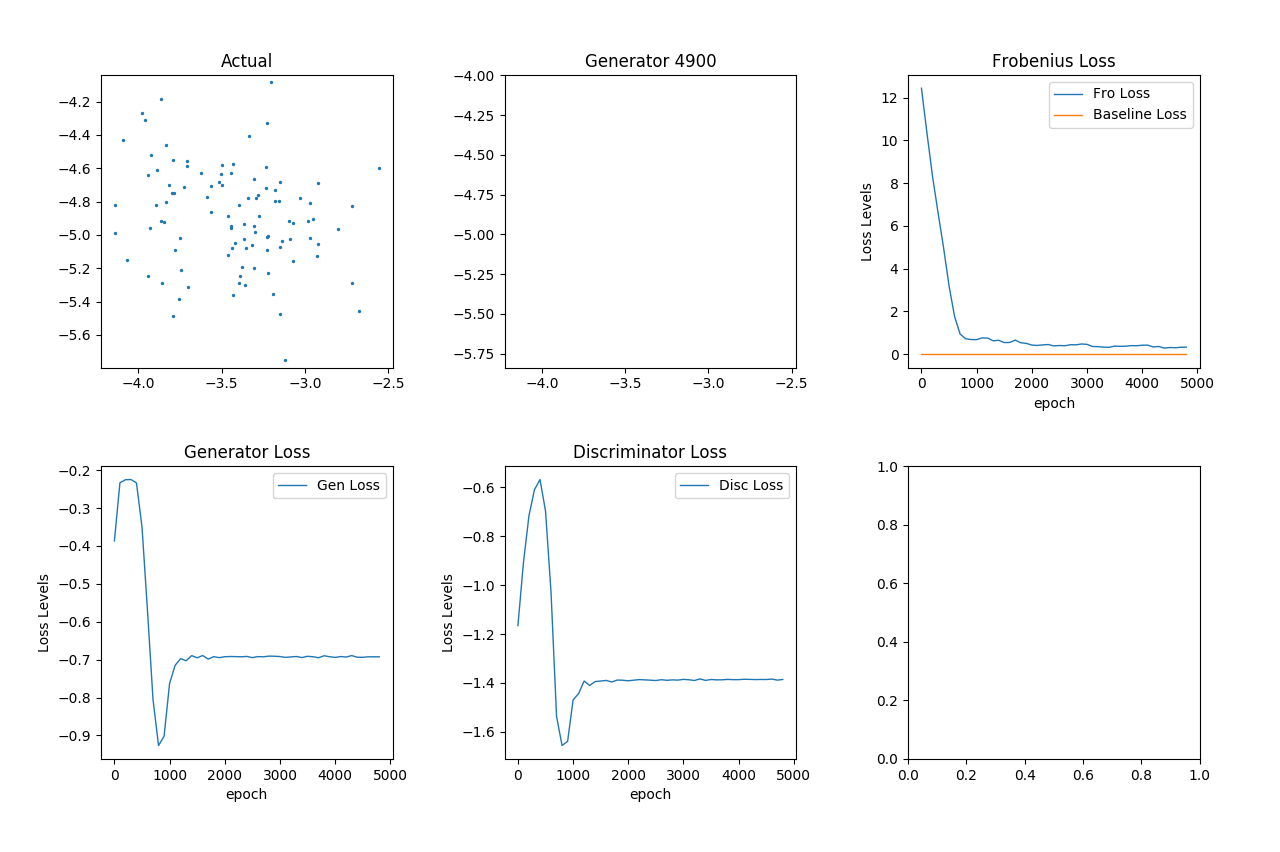 Actual
−4.2
−4.4
−4.6
−4.8
−5.0
−5.2
−5.4
−5.6
−4.0 −3.5 −3.0 −2.5
Generator 4900
−4.00
−4.25
−4.50
−4.75
−5.00
−5.25
−5.50
−5.75
−4.0 −3.5 −3.0 −2.5
Frobenius Loss
Fro Loss
Baseline Loss
Loss Levels
12
10
8
6
4
2
0
0 1000 2000 3000 4000 5000
epoch
Generator Loss
Gen Loss
Loss Levels
−0.2
−0.3
−0.4
−0.5
−0.6
−0.7
−0.8
−0.9
0 1000 2000 3000 4000 5000
epoch
Discriminator Loss
Disc Loss
Loss Levels
−0.6
−0.8
−1.0
−1.2
−1.4
−1.6
0 1000 2000 3000 4000 5000
epoch
1.0
0.8
0.6
0.4
0.2
0.0
0.0 0.2 0.4 0.6 0.8 1.0